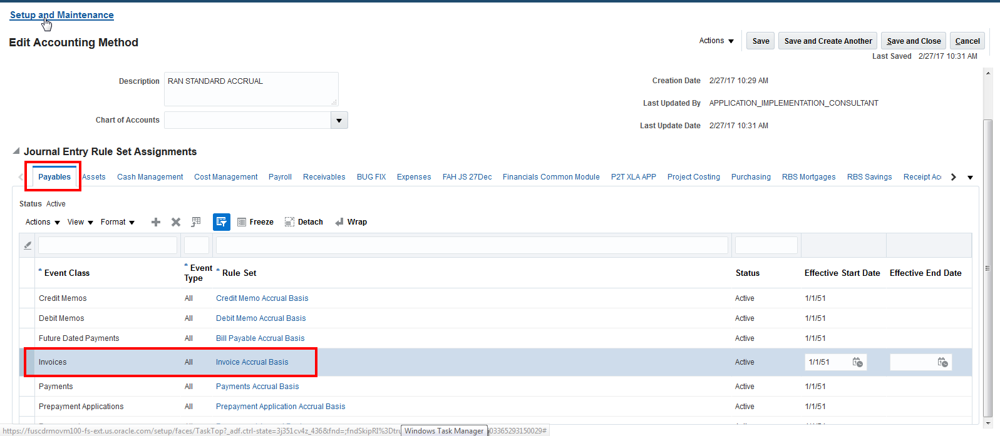 Setup and Maintenance
Edit Accounting Method
Actions Save Save and Create Another Save and Close Cancel
Last Saved 2/27/17 10:31 AM
Description RAN STANDARD ACCRUAL Creation Date 2/27/17 10:29 AM
Last Updated By APPLICATION_IMPLEMENTATION_CONSULTANT
Chart of Accounts Last Update Date 2/27/17 10:31 AM
Journal Entry Rule Set Assignments
Payables Assets Cash Management Cost Management Payroll Receivables BUG FIX Expenses FAH JS 27Dec Financials Common Module P2T XLA APP Project Costing Purchasing RBS Mortgages RBS Savings Receipt Acc
Status Active
Actions View Format Freeze Detach Wrap
* Event Class * Event Type * Rule Set Status Effective Start Date Effective End Date
Credit Memos All Credit Memo Accrual Basis Active 1/1/51
Debit Memos All Debit Memo Accrual Basis Active 1/1/51
Future Dated Payments All Bill Payable Accrual Basis Active 1/1/51
Invoices All Invoice Accrual Basis Active 1/1/51
Payments All Payments Accrual Basis Active 1/1/51
Prepayment Applications All Prepayment Application Accrual Basis Active 1/1/51
https://fuscdrmovm100-fs-ext.us.oracle.com/setup/faces/TaskTop?_adf.ctrl-state=3j351cv4z_436&fnd=;fndSkipRI%3Dtru Windows Task Manager 03365293150029#